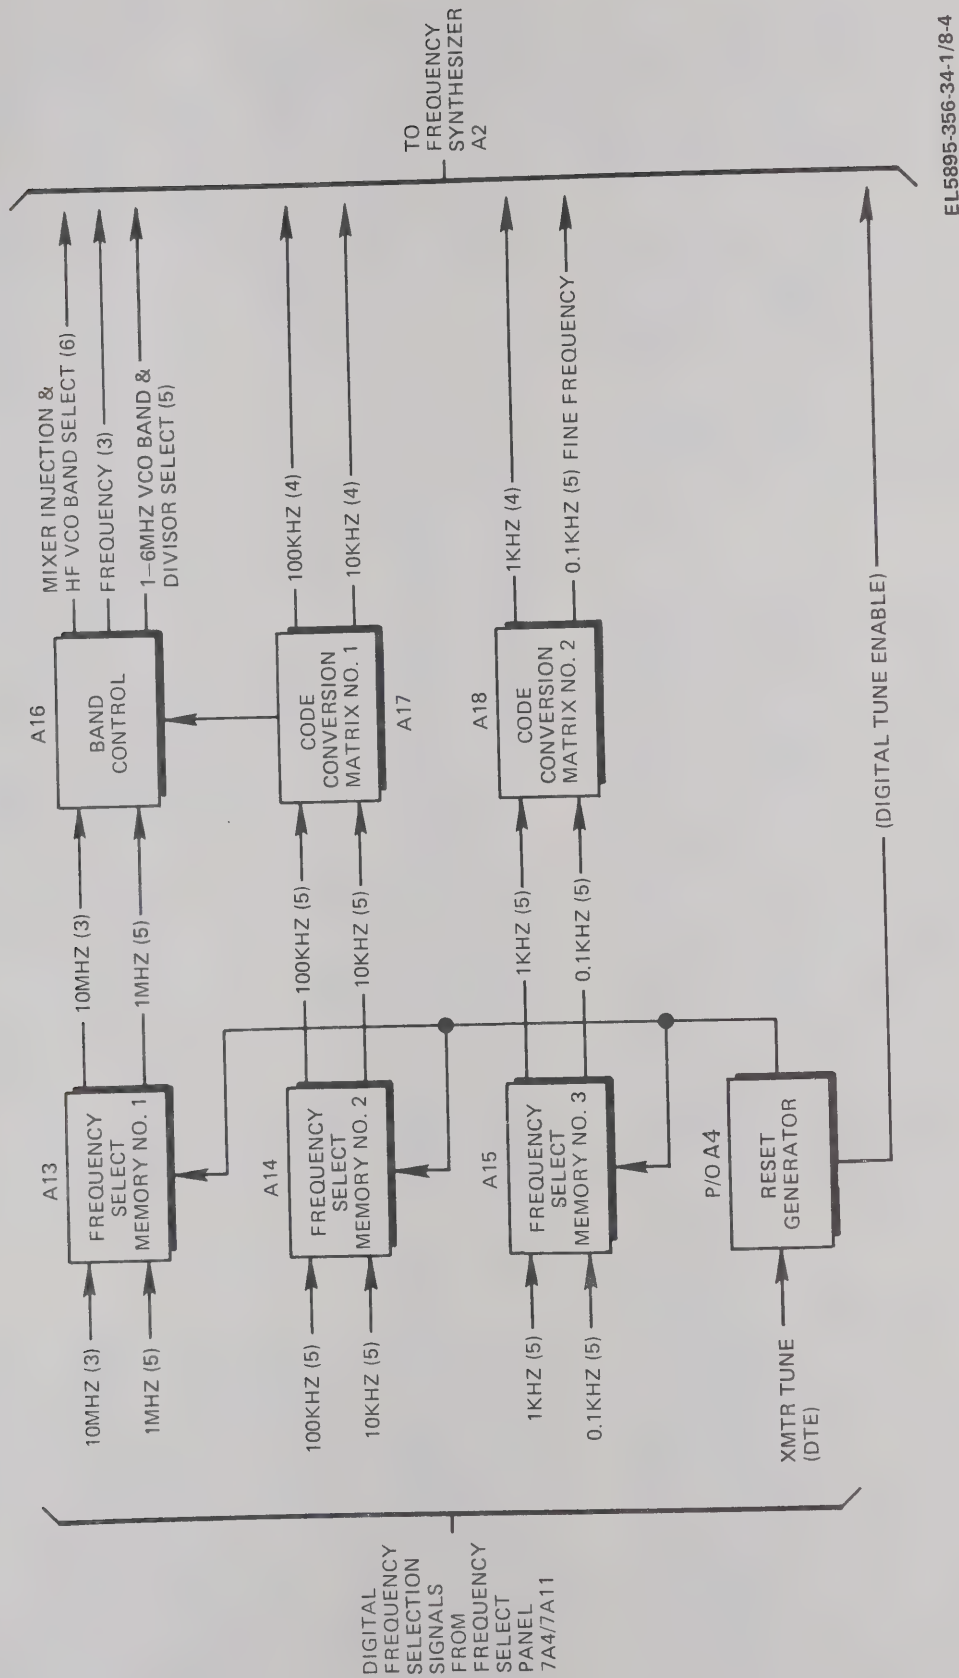 DIGITAL
FREQUENCY
SELECTION
SIGNALS
FROM
FREQUENCY
SELECT
PANEL
7A4/7A11
10MHZ (3)
1MHZ (5)
100KHZ (5)
10KHZ (5)
1KHZ (5)
0.1KHZ (5)
XMTR TUNE
(DTE)
A13
FREQUENCY
SELECT
MEMORY NO. 1
A14
FREQUENCY
SELECT
MEMORY NO. 2
A15
FREQUENCY
SELECT
MEMORY NO. 3
P/O A4
RESET
GENERATOR
10MHZ (3)
1MHZ (5)
100KHZ (5)
10KHZ (5)
1KHZ (5)
0.1KHZ (5)
A16
BAND
CONTROL
CODE
CONVERSION
MATRIX NO. 1
A17
A18
CODE
CONVERSION
MATRIX NO. 2
(DIGITAL TUNE ENABLE)
MIXER INJECTION &
HF VCO BAND SELECT (6)
FREQUENCY (3)
1-6MHZ VCO BAND &
DIVISOR SELECT (5)
100KHZ (4)
10KHZ (4)
1KHZ (4)
0.1KHZ (5) FINE FREQUENCY
TO
FREQUENCY
SYNTHESIZER
A2
EL5895-356-34-1/8-4